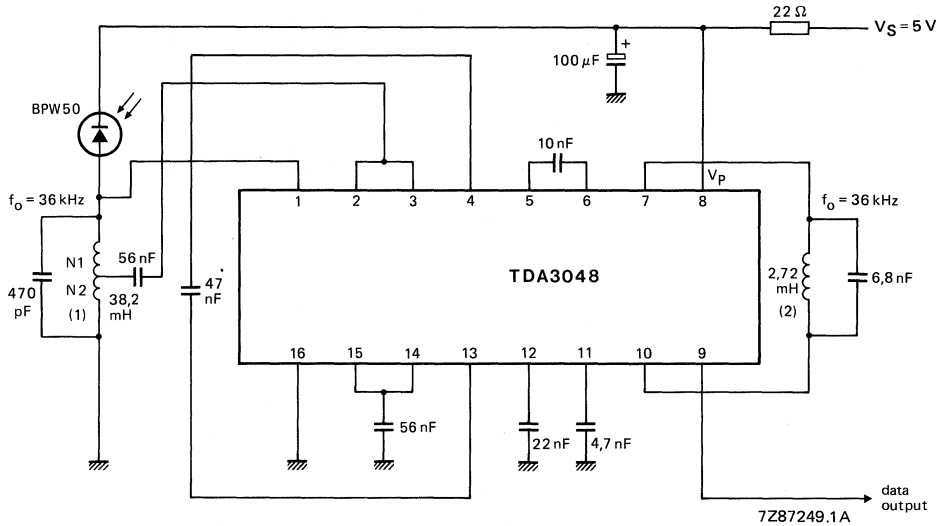 22 Ω
V_S = 5 V
+
100 µF
BPW50
10 nF
V_P
1 2 3 4 5 6 7 8
f_o = 36 kHz
f_o = 36 kHz
N1
56 nF
N2
(1)
38,2
mH
470
pF
47
nF
TDA3048
2,72
mH
(2)
6,8 nF
16 15 14 13 12 11 10 9
56 nF
22 nF
4,7 nF
data
output
7Z87249.1A